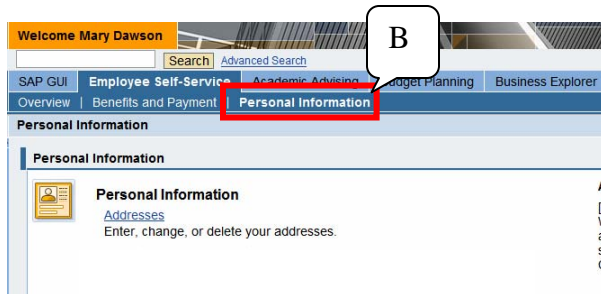 Welcome Mary Dawson
B
Search Advanced Search
SAP GUI Employee Self-Service Academic Advising Budget Planning Business Explorer
Overview | Benefits and Payment | Personal Information
Personal Information
Personal Information
Personal Information
Addresses
Enter, change, or delete your addresses.